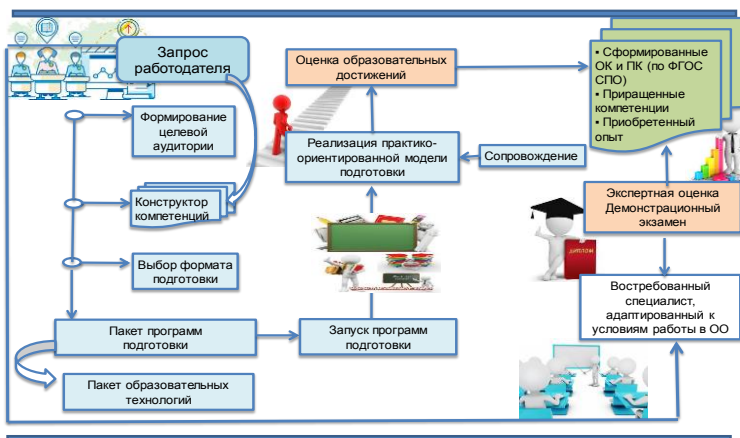 Запрос
работодателя
Формирование
целевой
аудитории
Конструктор
компетенций
Выбор формата
подготовки
Пакет программ
подготовки
Пакет образовательных
технологий
Запуск программ
подготовки
Реализация практико-
ориентированной модели
подготовки
Сопровождение
Оценка образовательных
достижений
▪ Сформированные
ОК и ПК (по ФГОС
СПО)
▪ Приращенные
компетенции
▪ Приобретенный
опыт
Экспертная оценка
Демонстрационный
экзамен
ДИПЛОМ
Востребованный
специалист,
адаптированный к
условиям работы в ОО